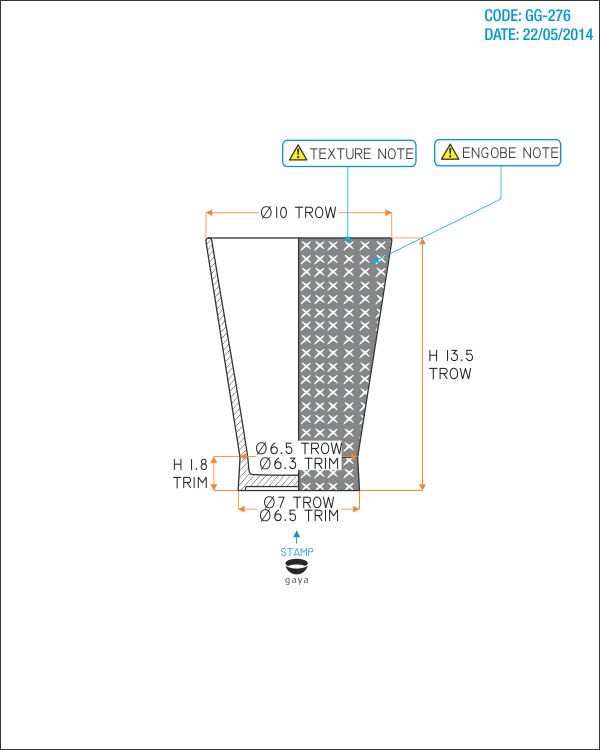 CODE: GG-276
DATE: 22/05/2014
TEXTURE NOTE
ENGOBE NOTE
Ø10 TROW
H 13.5
TROW
Ø6.5 TROW
Ø6.3 TRIM
H 1.8
TRIM
Ø7 TROW
Ø6.5 TRIM
STAMP
gaya